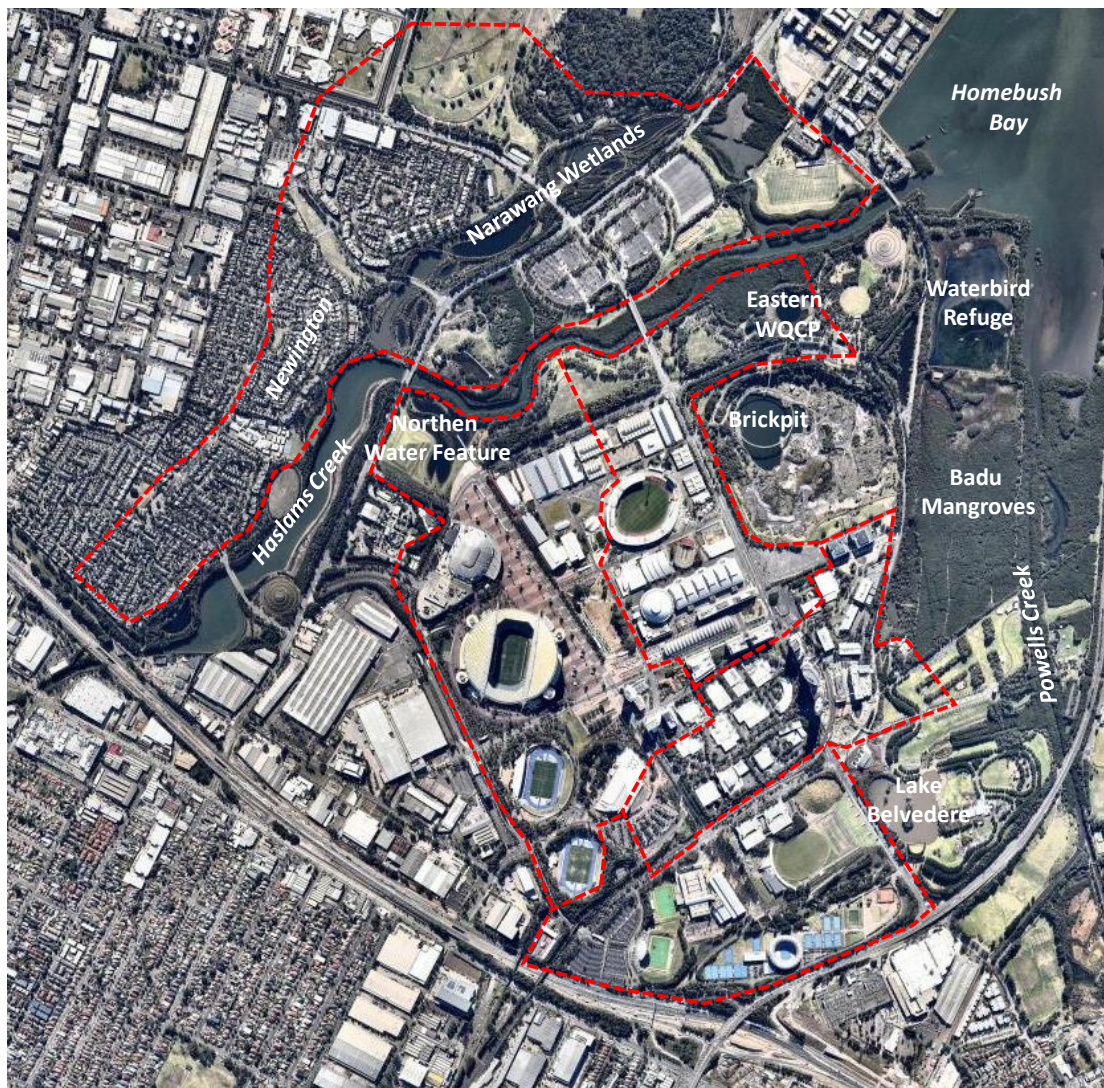 Homebush
Bay
Narawang Wetlands
Waterbird
Refuge
Eastern
WQCP
Newington
Brickpit
Northen
Water Feature
Badu
Mangroves
Haslams Creek
Powells Creek
Lake
Belvedere